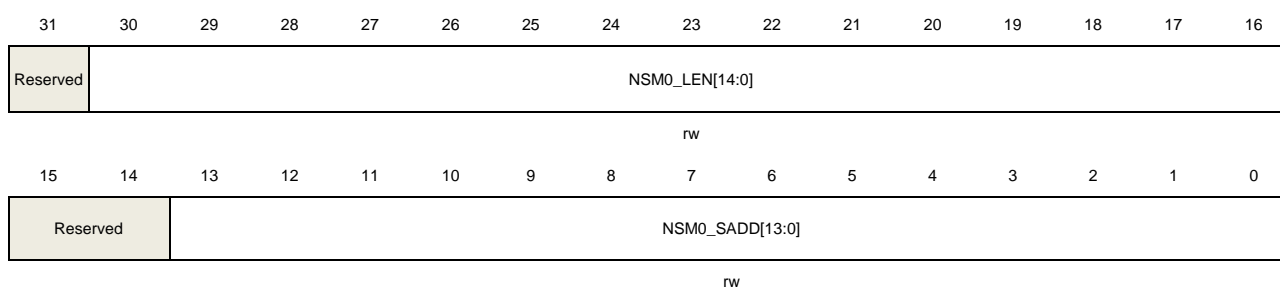 31 30 29 28 27 26 25 24 23 22 21 20 19 18 17 16
Reserved NSM0_LEN[14:0]
rw
15 14 13 12 11 10 9 8 7 6 5 4 3 2 1 0
Reserved NSM0_SADD[13:0]
rw